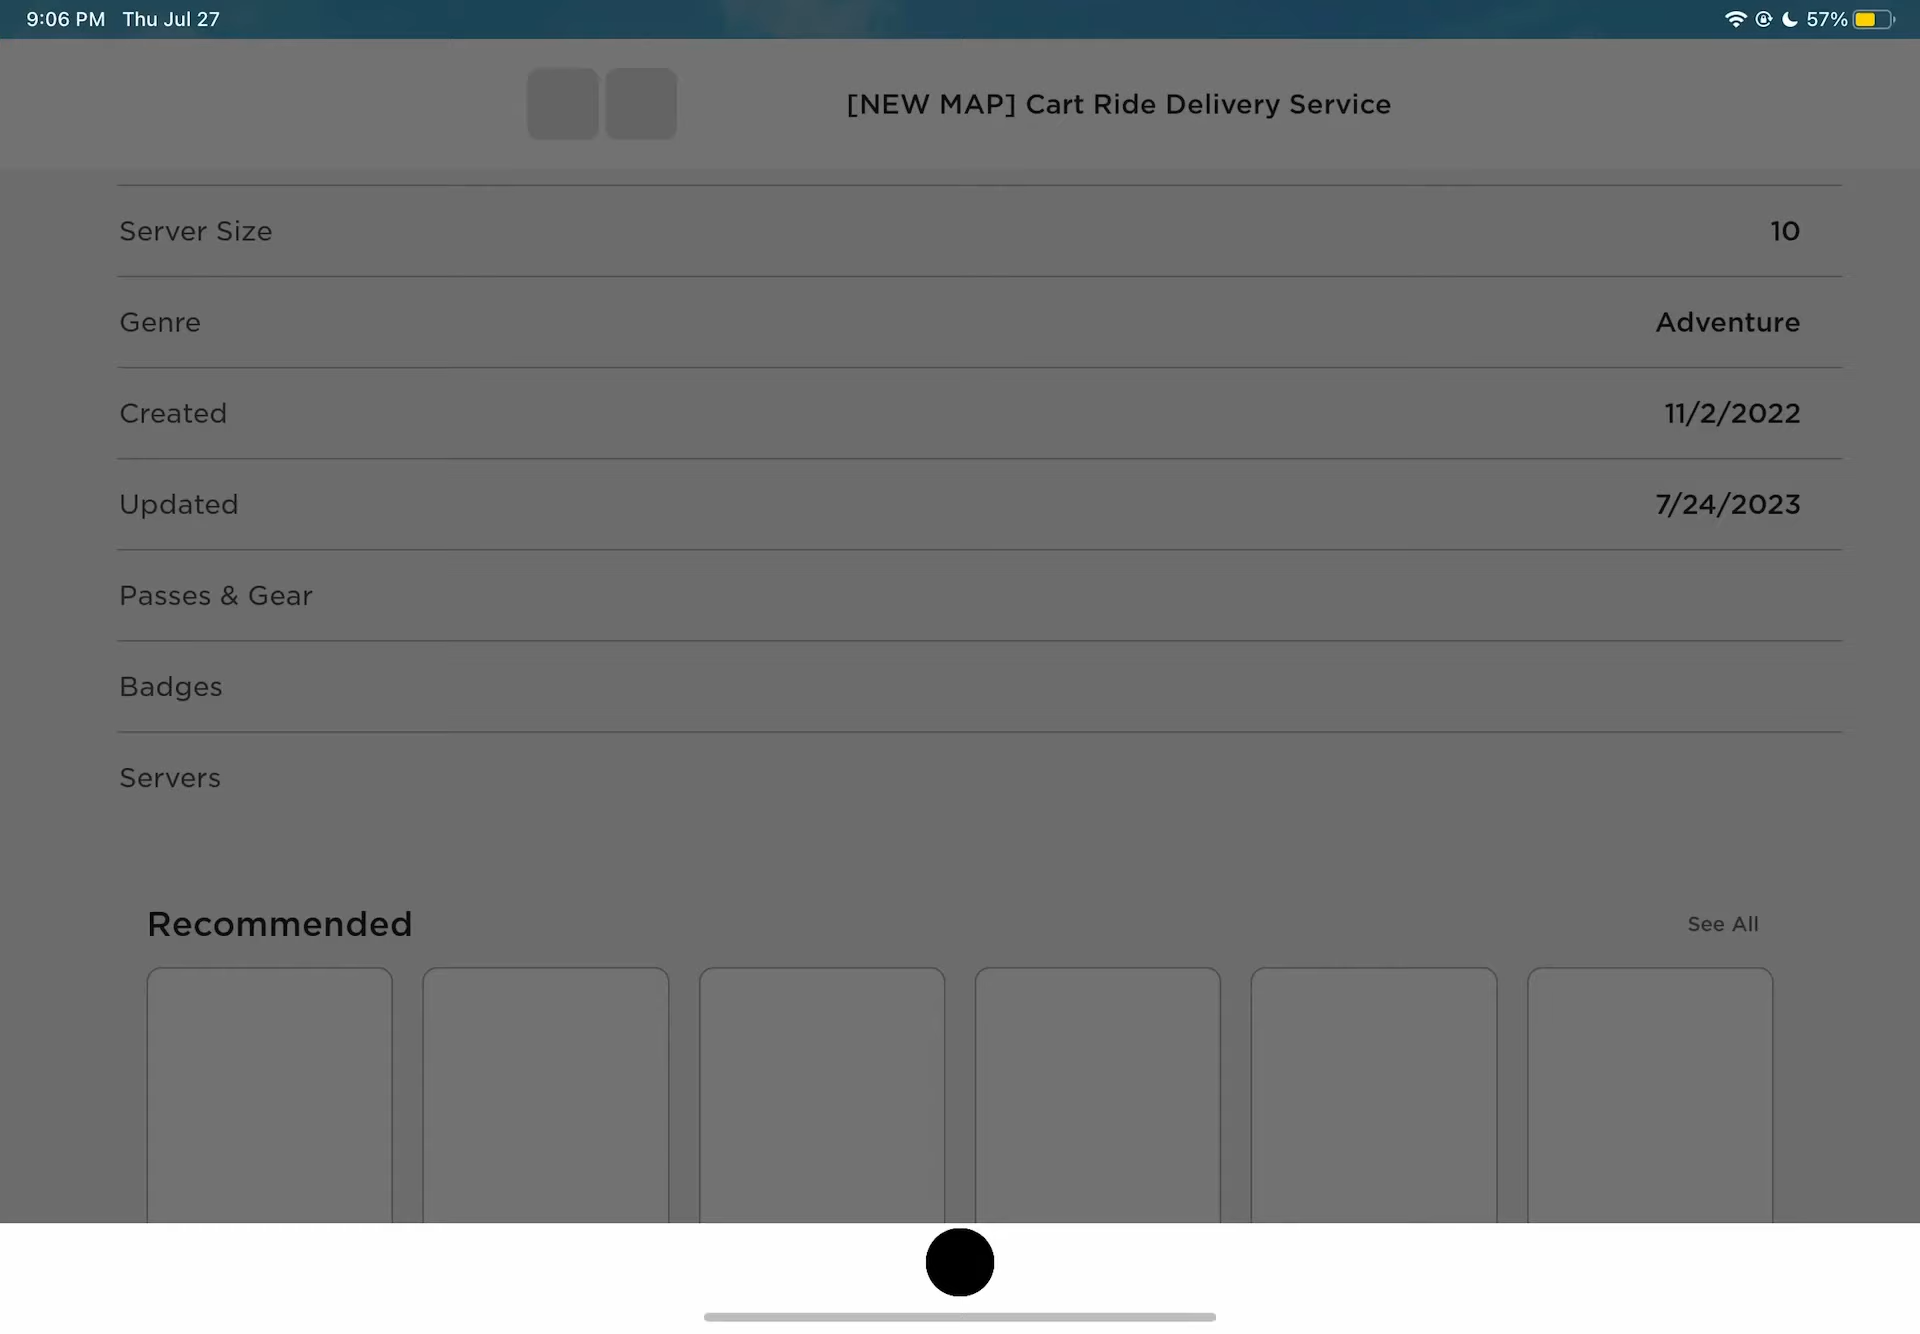 9:06 PM Thu Jul 27
57%
[NEW MAP] Cart Ride Delivery Service
Server Size 10
Genre Adventure
Created 11/2/2022
Updated 7/24/2023
Passes & Gear
Badges
Servers
Recommended See All